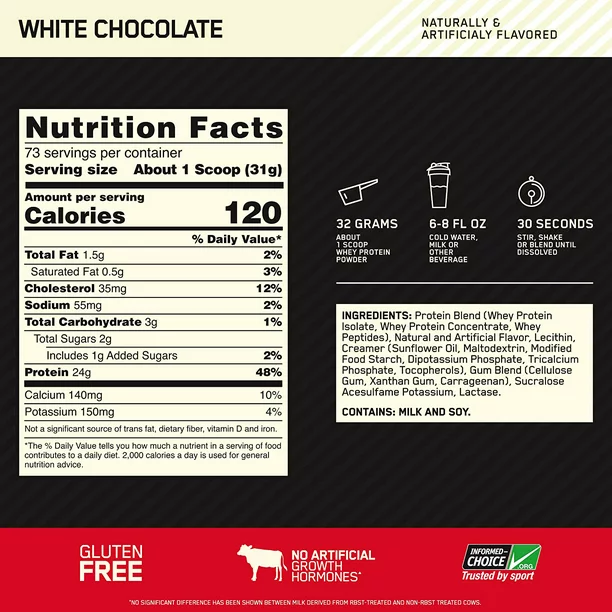 WHITE CHOCOLATE
NATURALLY &
ARTIFICIALY FLAVORED
Nutrition Facts
73 servings per container
Serving size About 1 Scoop (31g)
Amount per serving
Calories 120
% Daily Value*
Total Fat 1.5g 2%
Saturated Fat 0.5g 3%
Cholesterol 35mg 12%
Sodium 55mg 2%
Total Carbohydrate 3g 1%
Total Sugars 2g
Includes 1g Added Sugars 2%
Protein 24g 48%
Calcium 140mg 10%
Potassium 150mg 4%
Not a significant source of trans fat, dietary fiber, vitamin D and iron.
*The % Daily Value tells you how much a nutrient in a serving of food
contributes to a daily diet. 2,000 calories a day is used for general
nutrition advice.
32 GRAMS
ABOUT
1 SCOOP
WHEY PROTEIN
POWDER
6-8 FL OZ
COLD WATER,
MILK OR
OTHER
BEVERAGE
30 SECONDS
STIR, SHAKE
OR BLEND UNTIL
DISSOLVED
INGREDIENTS: Protein Blend (Whey Protein
Isolate, Whey Protein Concentrate, Whey
Peptides), Natural and Artificial Flavor, Lecithin,
Creamer (Sunflower Oil, Maltodextrin, Modified
Food Starch, Dipotassium Phosphate, Tricalcium
Phosphate, Tocopherols), Gum Blend (Cellulose
Gum, Xanthan Gum, Carrageenan), Sucralose
Acesulfame Potassium, Lactase.
CONTAINS: MILK AND SOY.
GLUTEN
FREE
NO ARTIFICIAL
GROWTH
HORMONES*
INFORMED-
CHOICE
.ORG
Trusted by sport
*NO SIGNIFICANT DIFFERENCE HAS BEEN SHOWN BETWEEN MILK DERIVED FROM RBST-TREATED AND NON-RBST TREATED COWS.